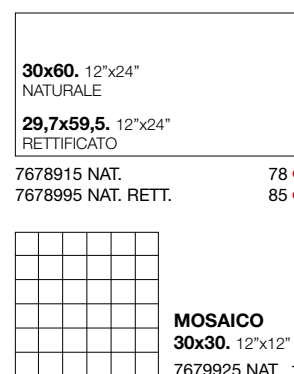 30x60. 12”x24”
NATURALE
29,7x59,5. 12”x24”
RETTIFICATO
7678915 NAT. 78
7678995 NAT. RETT. 85
MOSAICO
30x30. 12”x12”
7679925 NAT.